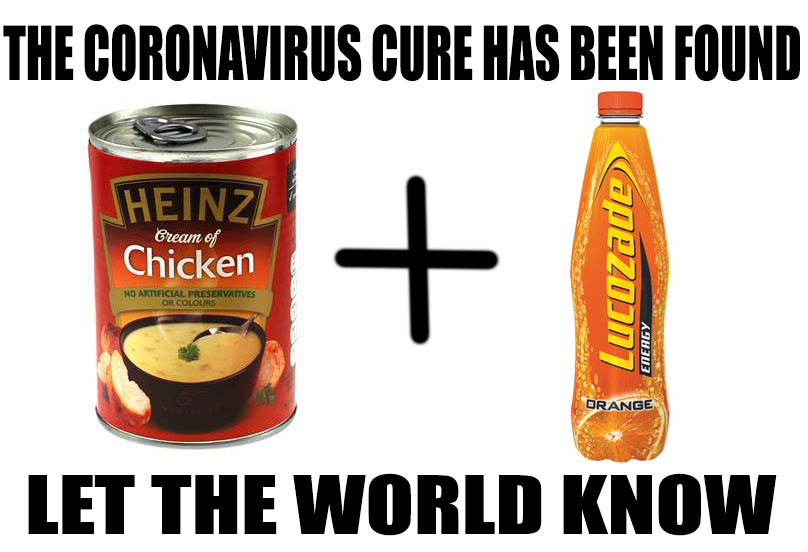 THE CORONAVIRUS CURE HAS BEEN FOUND
HEINZ
Cream of
Chicken
NO ARTIFICIAL PRESERVATIVES
OR COLOURS
Lucozade
ENERGY
ORANGE
LET THE WORLD KNOW